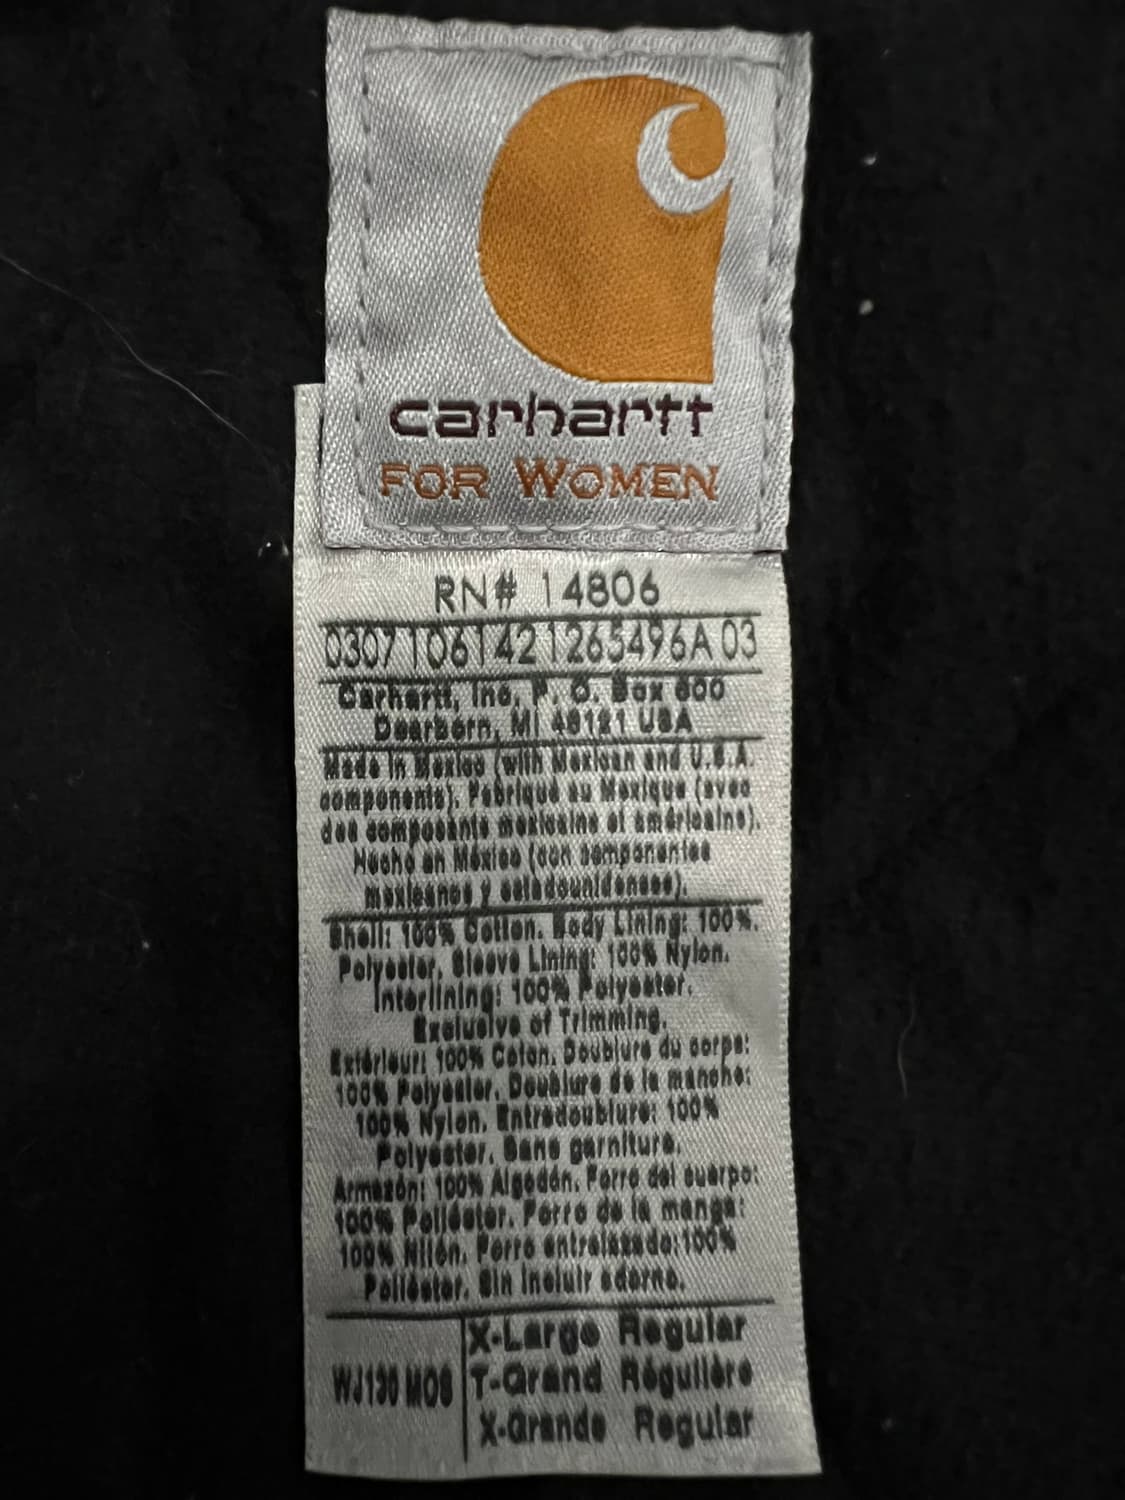 carhartt
FOR WOMEN
RN# 14806
03071061421265496A 03
Carhartt, Inc. P. O. Box 600
Dearborn, MI 48121 USA
Made in Mexico (with Mexican and U.S.A.
components). Fabriqué au Mexique (avec
des composants mexicains et américains).
Hecho en México (con componentes
mexicanos y estadounidenses).
Shell: 100% Cotton. Body Lining: 100%.
Polyester. Sleeve Lining: 100% Nylon.
Interlining: 100% Polyester.
Exclusive of Trimming.
Extérieur: 100% Coton. Doublure du corps:
100% Polyester. Doublure de la manche:
100% Nylon. Entredoublure: 100%
Polyester. Sans garniture.
Armazón: 100% Algodón. Forro del cuerpo:
100% Poliéster. Forro de la manga:
100% Nilón. Forro entrelazado:100%
Poliéster. Sin incluir adorno.
WJ130 MOS
X-Large Regular
T-Grand Régulière
X-Grande Regular